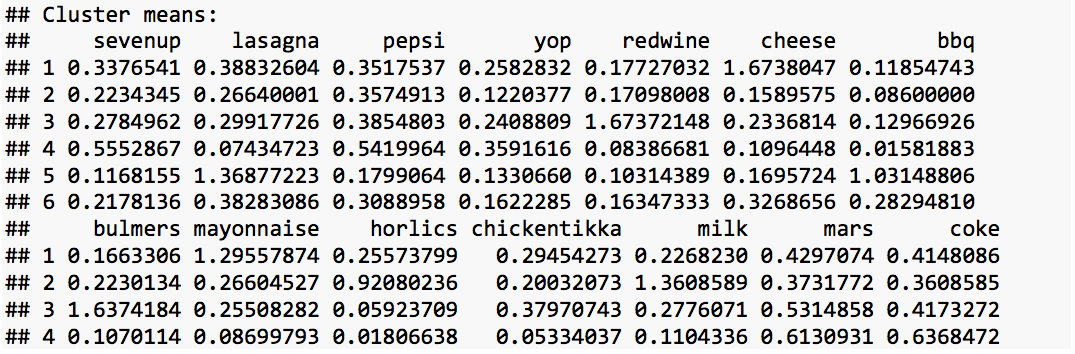 ## Cluster means:
##     sevenup    lasagna     pepsi       yop    redwine    cheese        bbq
## 1 0.3376541 0.38832604 0.3517537 0.2582832 0.17727032 1.6738047 0.11854743
## 2 0.2234345 0.26640001 0.3574913 0.1220377 0.17098008 0.1589575 0.08600000
## 3 0.2784962 0.29917726 0.3854803 0.2408809 1.67372148 0.2336814 0.12966926
## 4 0.5552867 0.07434723 0.5419964 0.3591616 0.08386681 0.1096448 0.01581883
## 5 0.1168155 1.36877223 0.1799064 0.1330660 0.10314389 0.1695724 1.03148806
## 6 0.2178136 0.38283086 0.3088958 0.1622285 0.16347333 0.3268656 0.28294810
##     bulmers mayonnaise    horlics chickentikka      milk      mars      coke
## 1 0.1663306 1.29557874 0.25573799   0.29454273 0.2268230 0.4297074 0.4148086
## 2 0.2230134 0.26604527 0.92080236   0.20032073 1.3608589 0.3731772 0.3608585
## 3 1.6374184 0.25508282 0.05923709   0.37970743 0.2776071 0.5314858 0.4173272
## 4 0.1070114 0.08699793 0.01806638   0.05334037 0.1104336 0.6130931 0.6368472